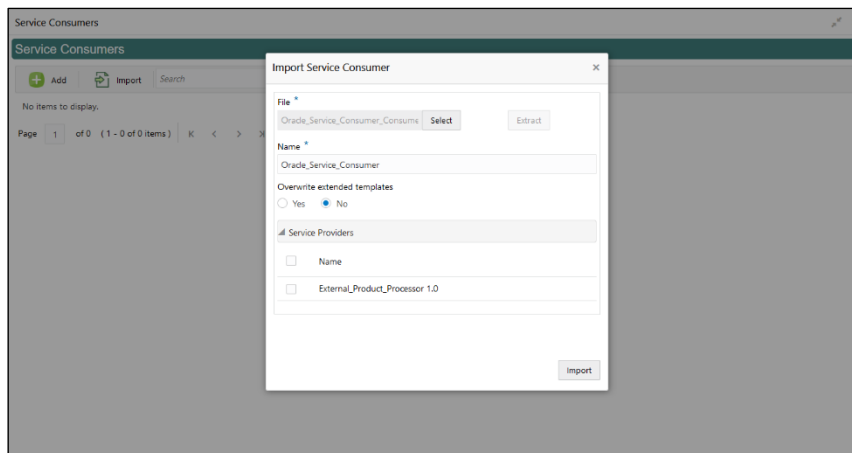 Service Consumers
Service Consumers
Add Import Search
No items to display.
Page 1 of 0 (1 - 0 of 0 items)
Import Service Consumer
File *
Oracle_Service_Consumer_Consume Select Extract
Name *
Oracle_Service_Consumer
Overwrite extended templates
Yes No
Service Providers
Name
External_Product_Processor 1.0
Import